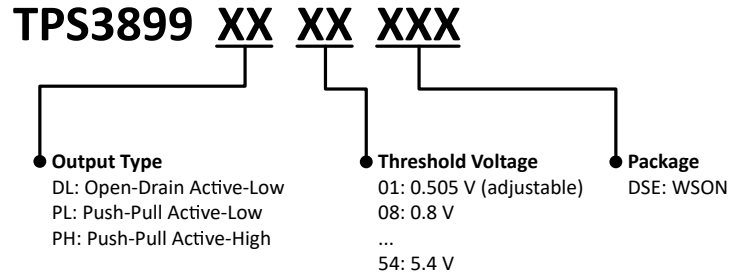 TPS3899 XX XX XXX
Output Type
DL: Open-Drain Active-Low
PL: Push-Pull Active-Low
PH: Push-Pull Active-High
Threshold Voltage
01: 0.505 V (adjustable)
08: 0.8 V
...
54: 5.4 V
Package
DSE: WSON